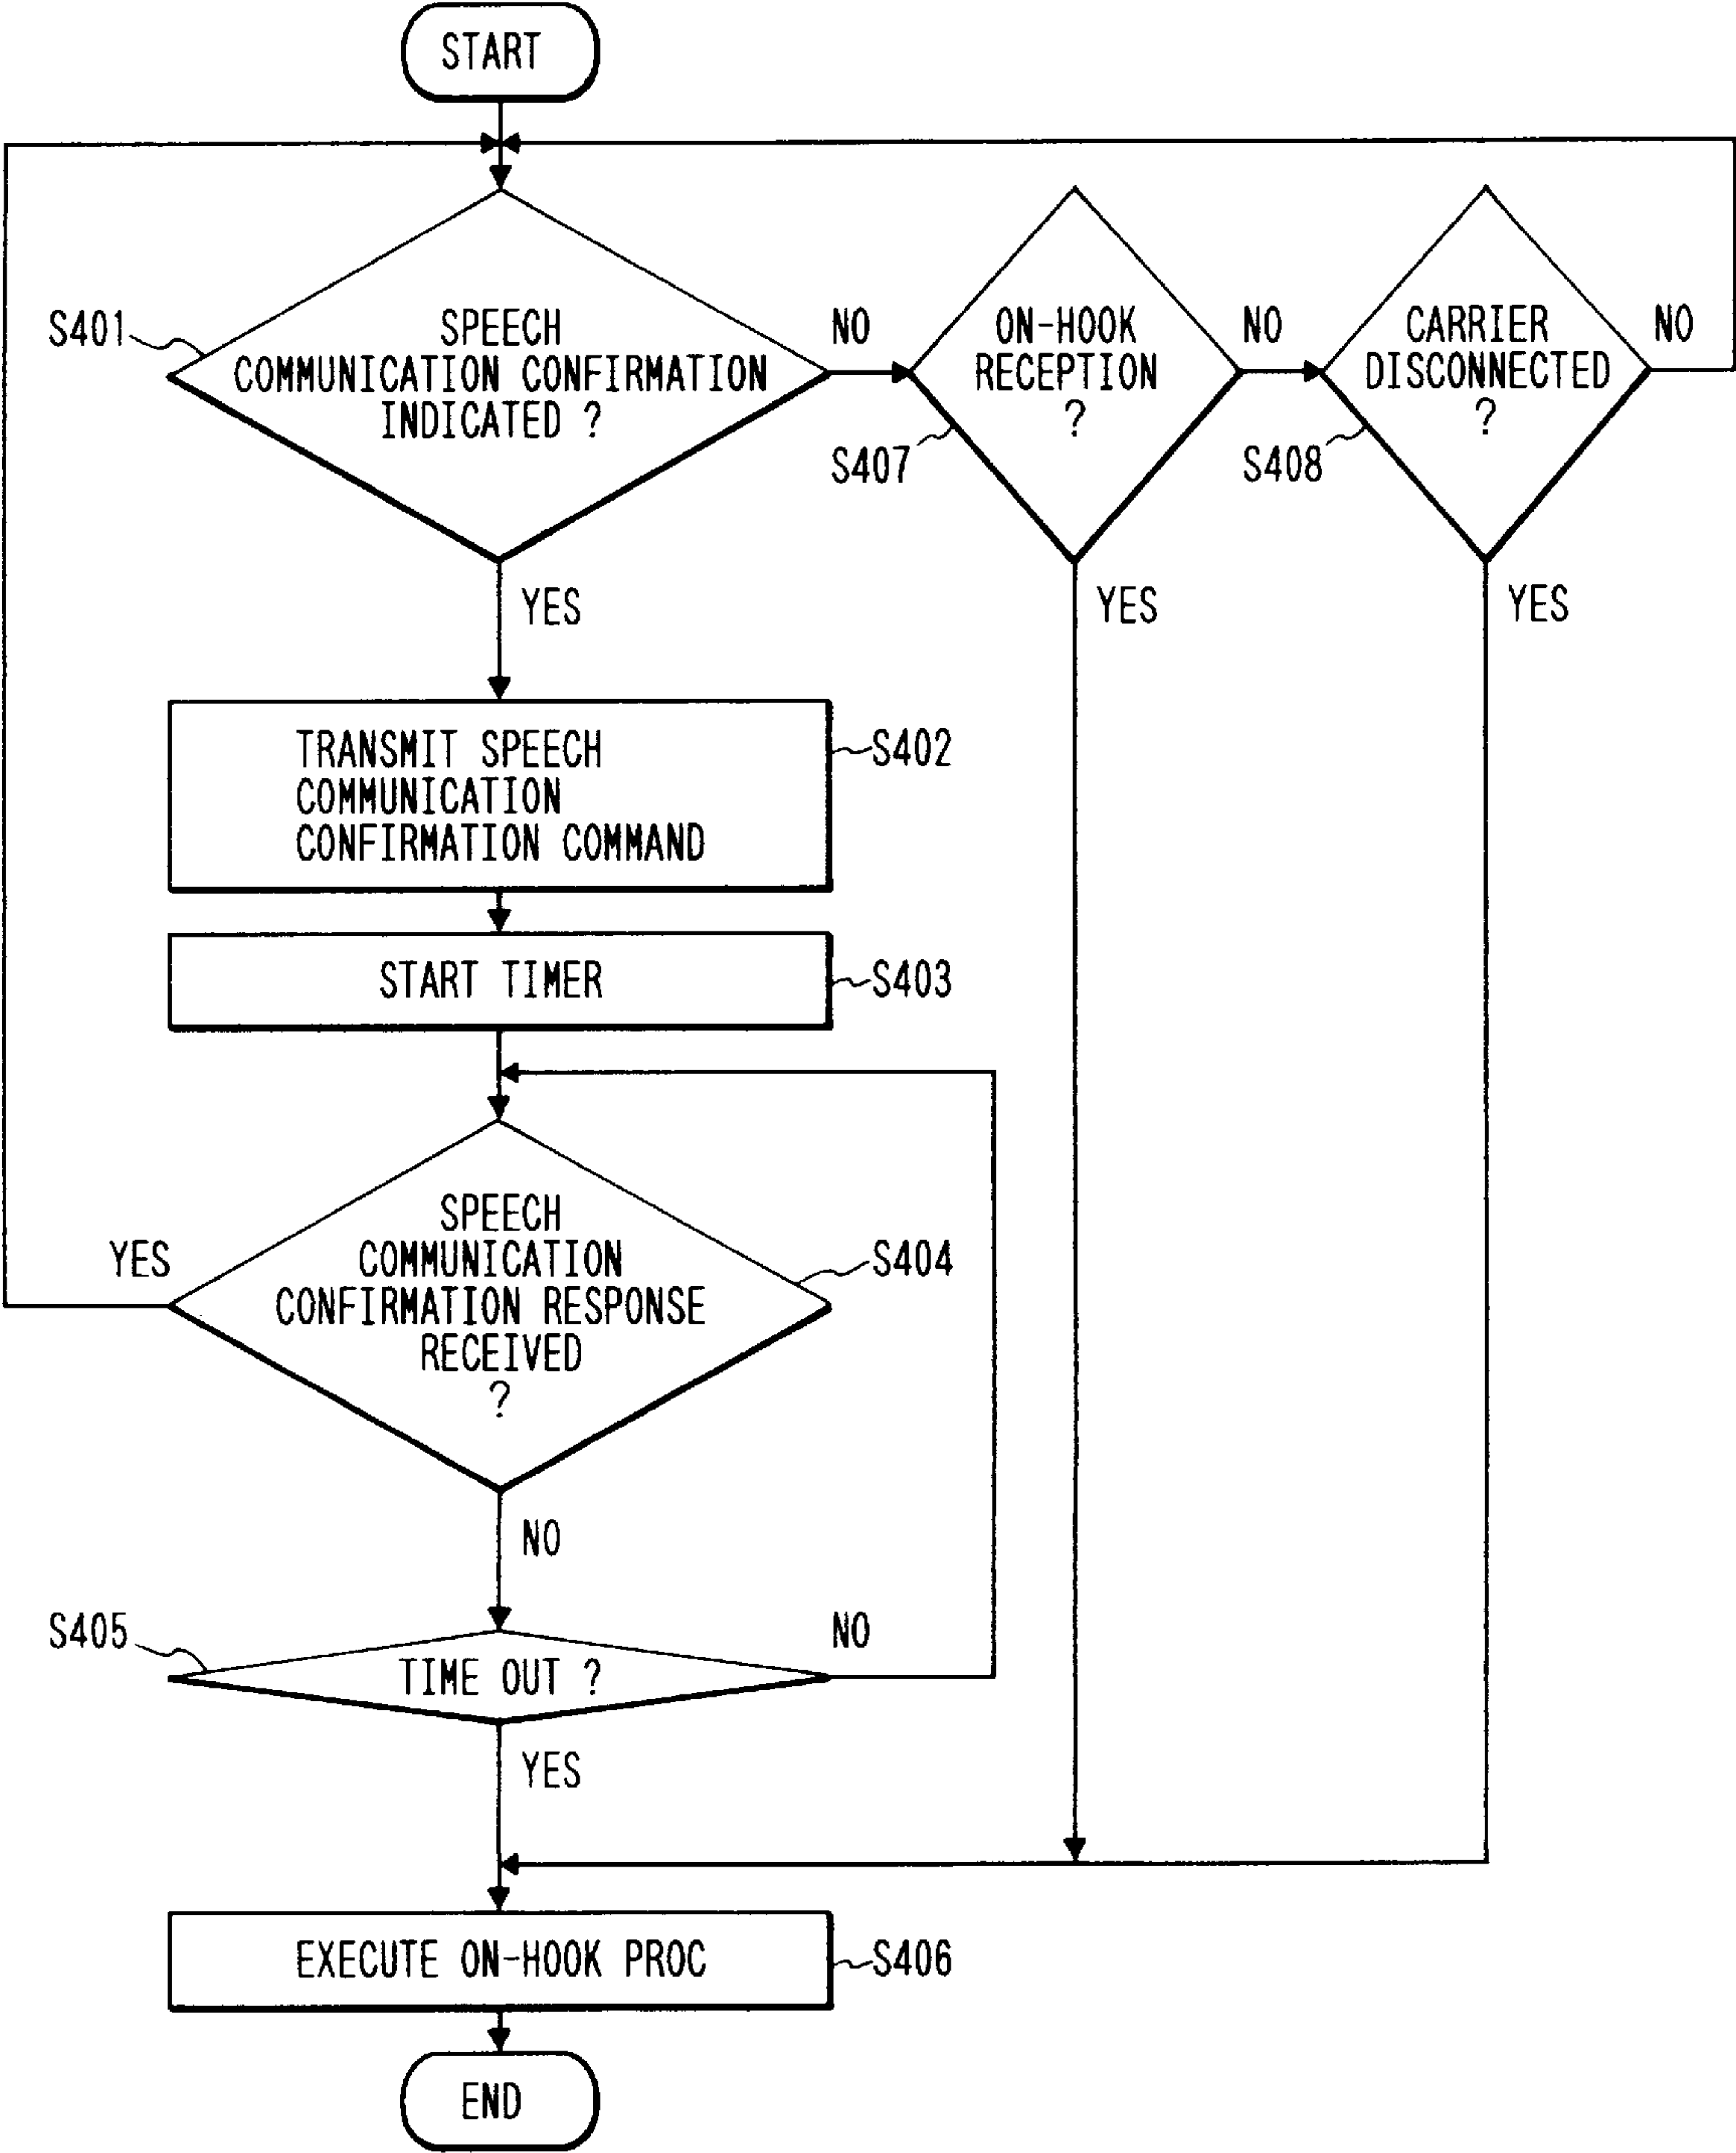 START
S401
SPEECH
COMMUNICATION CONFIRMATION
INDICATED ?
NO
ON-HOOK
RECEPTION
?
S407
NO
CARRIER
DISCONNECTED
?
S408
NO
YES
YES
YES
TRANSMIT SPEECH
COMMUNICATION
CONFIRMATION COMMAND
S402
START TIMER
S403
SPEECH
COMMUNICATION
CONFIRMATION RESPONSE
RECEIVED
?
YES
S404
NO
S405
TIME OUT ?
NO
YES
EXECUTE ON-HOOK PROC
S406
END